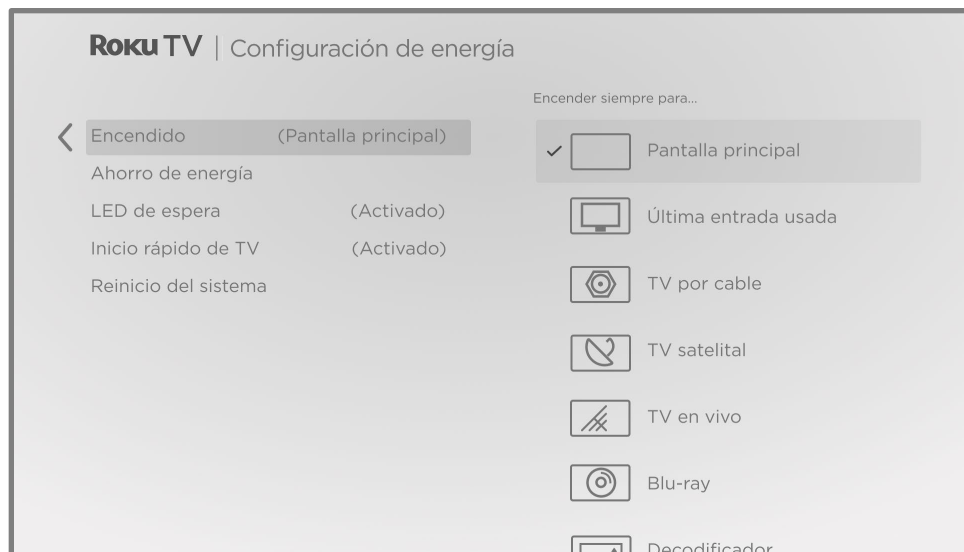 Roku TV | Configuración de energía
Encender siempre para...
Encendido (Pantalla principal)
Ahorro de energía
LED de espera (Activado)
Inicio rápido de TV (Activado)
Reinicio del sistema
Pantalla principal
Última entrada usada
TV por cable
TV satelital
TV en vivo
Blu-ray
Decodificador